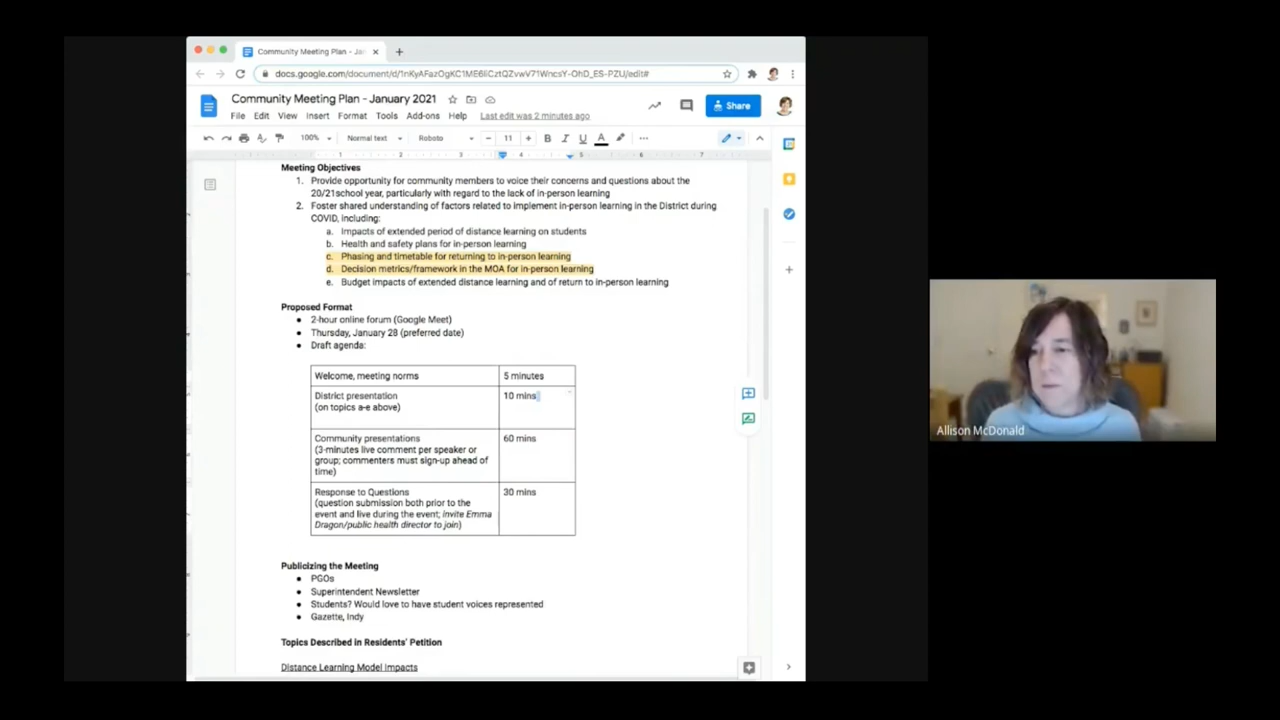 Community Meeting Plan - Jan
docs.google.com/document/d/1nKyAFazOgKC1ME6liCztQZvwV71WncsY-OhD_ES-PZU/edit#
Community Meeting Plan - January 2021
Share
File Edit View Insert Format Tools Add-ons Help Last edit was 2 minutes ago
100% Normal text Roboto 11 B I U A
1 2 3 4 5 6 7
Meeting Objectives
1. Provide opportunity for community members to voice their concerns and questions about the
20/21school year, particularly with regard to the lack of in-person learning
2. Foster shared understanding of factors related to implement in-person learning in the District during
COVID, including:
a. Impacts of extended period of distance learning on students
b. Health and safety plans for in-person learning
c. Phasing and timetable for returning to in-person learning
d. Decision metrics/framework in the MOA for in-person learning
e. Budget impacts of extended distance learning and of return to in-person learning
Proposed Format
● 2-hour online forum (Google Meet)
● Thursday, January 28 (preferred date)
● Draft agenda:
Welcome, meeting norms 5 minutes
District presentation 10 mins
(on topics a-e above)
Community presentations 60 mins
(3-minutes live comment per speaker or
group; commenters must sign-up ahead of
time)
Response to Questions 30 mins
(question submission both prior to the
event and live during the event; invite Emma
Dragon/public health director to join)
Publicizing the Meeting
● PGOs
● Superintendent Newsletter
● Students? Would love to have student voices represented
● Gazette, Indy
Topics Described in Residents' Petition
Distance Learning Model Impacts
Allison McDonald